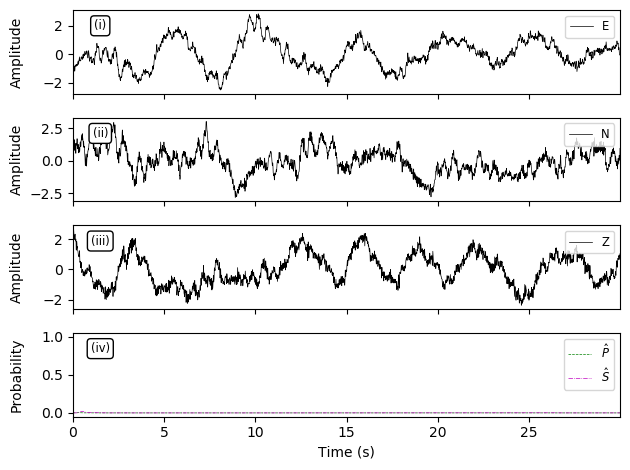 Amplitude
2
0
−2
(i)
E
Amplitude
2.5
0.0
−2.5
(ii)
N
Amplitude
2
0
−2
(iii)
Z
Probability
1.0
0.5
0.0
(iv)
P̂
Ŝ
0 5 10 15 20 25
Time (s)